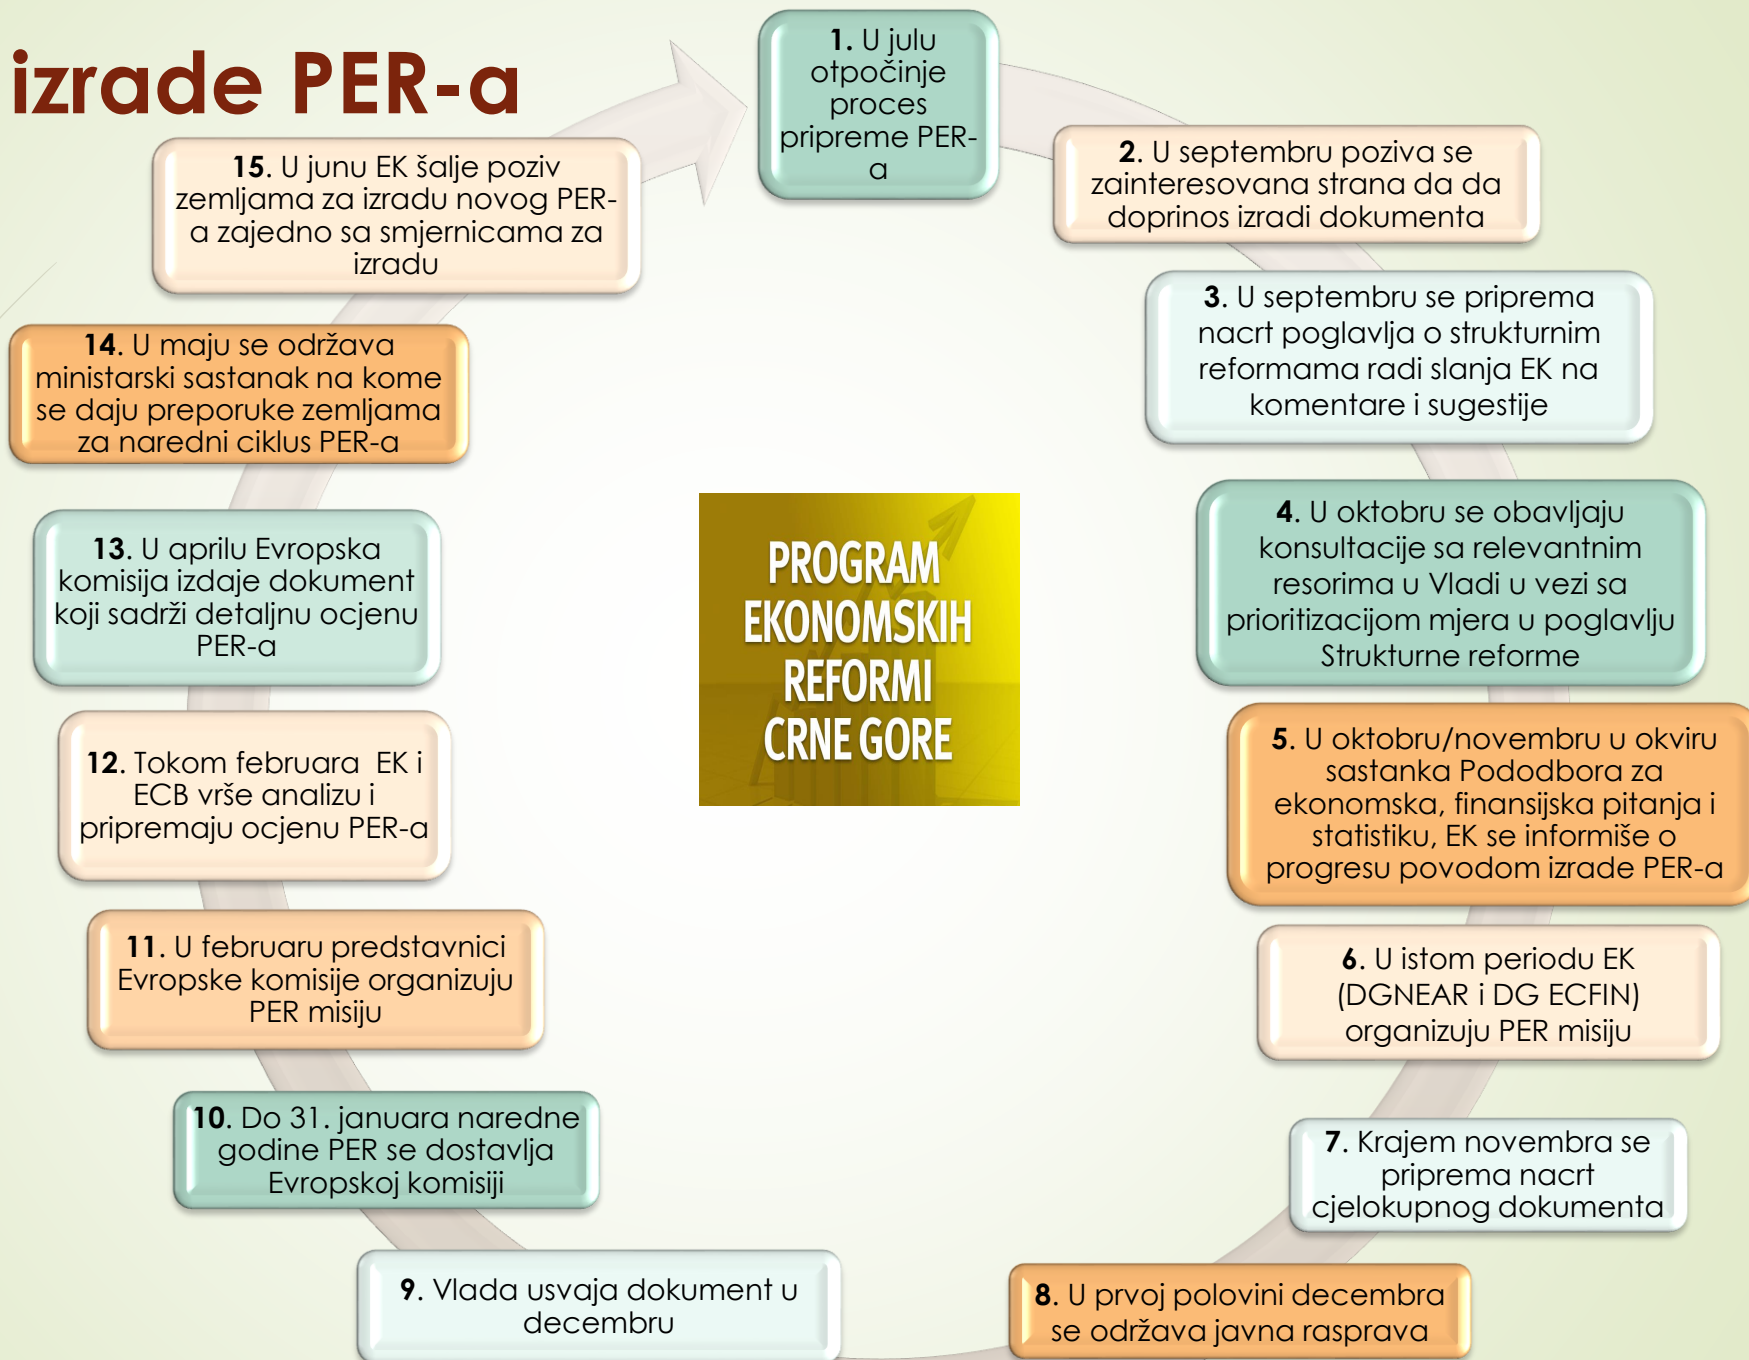 izrade PER-a
1. U julu
otpočinje
proces
pripreme PER-
a
2. U septembru poziva se
zainteresovana strana da da
doprinos izradi dokumenta
3. U septembru se priprema
nacrt poglavlja o strukturnim
reformama radi slanja EK na
komentare i sugestije
4. U oktobru se obavljaju
konsultacije sa relevantnim
resorima u Vladi u vezi sa
prioritizacijom mjera u poglavlju
Strukturne reforme
5. U oktobru/novembru u okviru
sastanka Pododbora za
ekonomska, finansijska pitanja i
statistiku, EK se informiše o
progresu povodom izrade PER-a
6. U istom periodu EK
(DGNEAR i DG ECFIN)
organizuju PER misiju
7. Krajem novembra se
priprema nacrt
cjelokupnog dokumenta
8. U prvoj polovini decembra
se održava javna rasprava
9. Vlada usvaja dokument u
decembru
10. Do 31. januara naredne
godine PER se dostavlja
Evropskoj komisiji
11. U februaru predstavnici
Evropske komisije organizuju
PER misiju
12. Tokom februara EK i
ECB vrše analizu i
pripremaju ocjenu PER-a
13. U aprilu Evropska
komisija izdaje dokument
koji sadrži detaljnu ocjenu
PER-a
14. U maju se održava
ministarski sastanak na kome
se daju preporuke zemljama
za naredni ciklus PER-a
15. U junu EK šalje poziv
zemljama za izradu novog PER-
a zajedno sa smjernicama za
izradu
PROGRAM
EKONOMSKIH
REFORMI
CRNE GORE